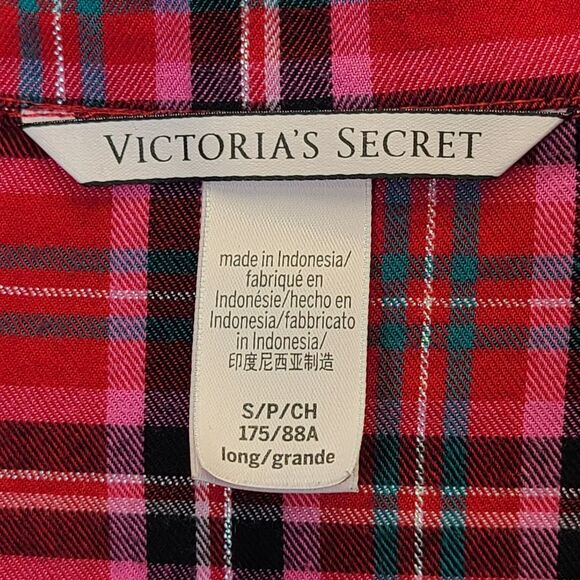 VICTORIA'S SECRET
made in Indonesia/
fabriqué en
Indonésie/hecho en
Indonesia/fabbricato
in Indonesia/
印度尼西亚制造
S/P/CH
175/88A
long/grande